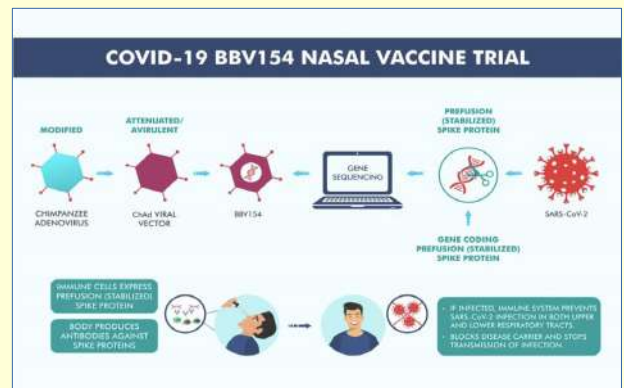 COVID-19 BBV154 NASAL VACCINE TRIAL
MODIFIED
CHIMPANZEE
ADENOVIRUS
ATTENUATED/
AVIRULENT
ChAd VIRAL
VECTOR
BBV154
GENE
SEQUENCING
PREFUSION
(STABILIZED)
SPIKE PROTEIN
SARS-CoV-2
GENE CODING
PREFUSION (STABILIZED)
SPIKE PROTEIN
IMMUNE CELLS EXPRESS
PREFUSION (STABILIZED)
SPIKE PROTEIN
BODY PRODUCES
ANTIBODIES AGAINST
SPIKE PROTEINS
• IF INFECTED, IMMUNE SYSTEM PREVENTS
SARS-CoV-2 INFECTION IN BOTH UPPER
AND LOWER RESPIRATORY TRACTS.
• BLOCKS DISEASE CARRIER AND STOPS
TRANSMISSION OF INFECTION.